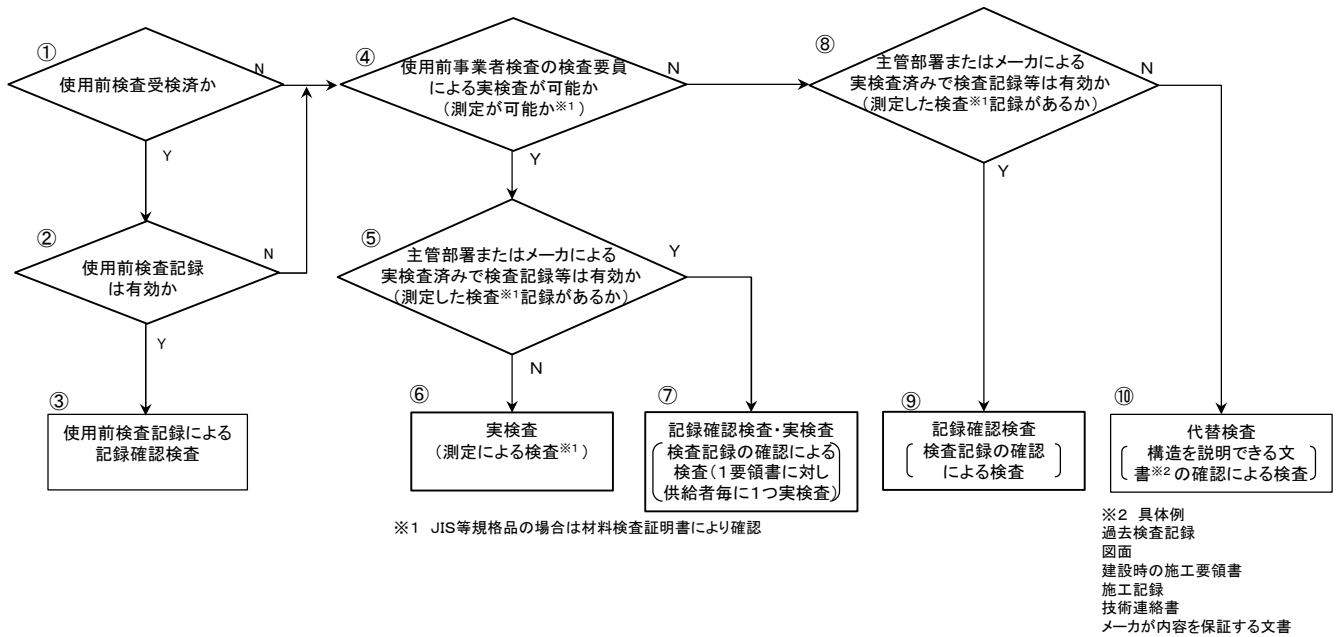 ①
使用前検査受検済か
N
Y
②
使用前検査記録
は有効か
N
Y
③
使用前検査記録による
記録確認検査
④
使用前事業者検査の検査要員
による実検査が可能か
(測定が可能か※1)
N
Y
⑤
主管部署またはメーカによる
実検査済みで検査記録等は有効か
(測定した検査※1記録があるか)
Y
N
⑥
実検査
(測定による検査※1)
⑦
記録確認検査・実検査
検査記録の確認による
検査(1要領書に対し
供給者毎に1つ実検査)
※1 JIS等規格品の場合は材料検査証明書により確認
⑧
主管部署またはメーカによる
実検査済みで検査記録等は有効か
(測定した検査※1記録があるか)
N
Y
⑨
記録確認検査
検査記録の確認
による検査
⑩
代替検査
構造を説明できる文
書※2の確認による検査
※2 具体例
過去検査記録
図面
建設時の施工要領書
施工記録
技術連絡書
メーカが内容を保証する文書